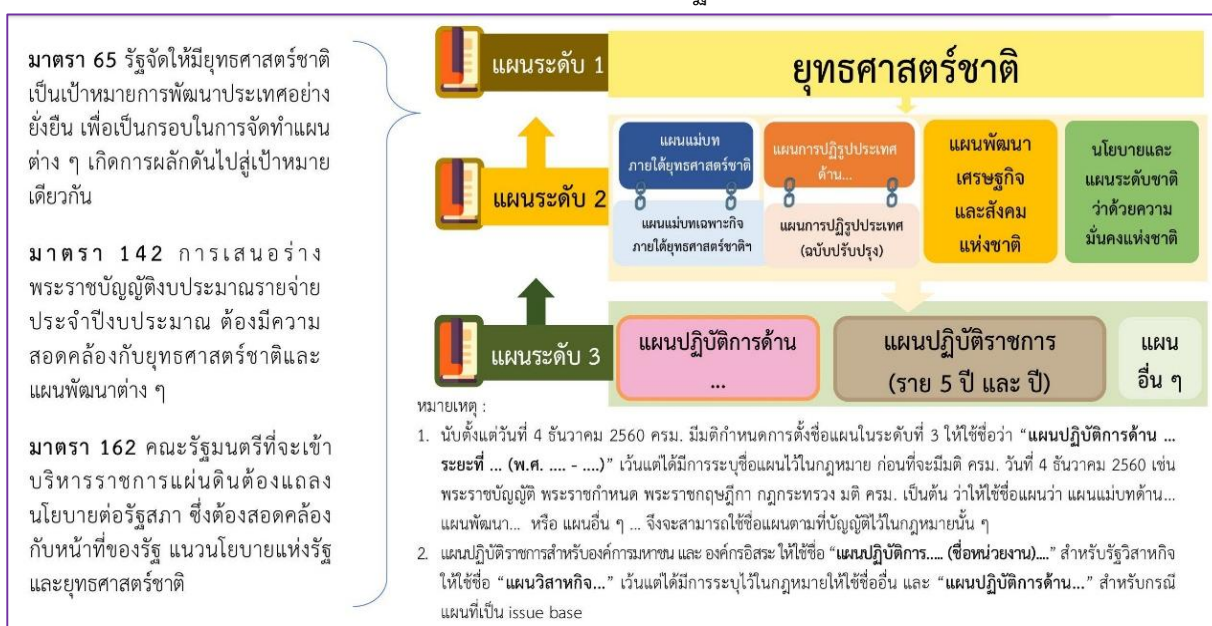 มาตรา 65 รัฐจัดให้มียุทธศาสตร์ชาติ
เป็นเป้าหมายการพัฒนาประเทศอย่าง
ยั่งยืน เพื่อเป็นกรอบในการจัดทำแผน
ต่าง ๆ เกิดการผลักดันไปสู่เป้าหมาย
เดียวกัน
มาตรา 142 การเสนอร่าง
พระราชบัญญัติงบประมาณรายจ่าย
ประจำปีงบประมาณ ต้องมีความ
สอดคล้องกับยุทธศาสตร์ชาติและ
แผนพัฒนาต่าง ๆ
มาตรา 162 คณะรัฐมนตรีที่จะเข้า
บริหารราชการแผ่นดินต้องแถลง
นโยบายต่อรัฐสภา ซึ่งต้องสอดคล้อง
กับหน้าที่ของรัฐ แนวนโยบายแห่งรัฐ
และยุทธศาสตร์ชาติ
แผนระดับ 1
ยุทธศาสตร์ชาติ
แผนระดับ 2
แผนแม่บท
ภายใต้ยุทธศาสตร์ชาติ
แผนแม่บทเฉพาะกิจ
ภายใต้ยุทธศาสตร์ชาติฯ
แผนการปฏิรูปประเทศ
ด้าน...
แผนการปฏิรูปประเทศ
(ฉบับปรับปรุง)
แผนพัฒนา
เศรษฐกิจ
และสังคม
แห่งชาติ
นโยบายและ
แผนระดับชาติ
ว่าด้วยความ
มั่นคงแห่งชาติ
แผนระดับ 3
แผนปฏิบัติการด้าน
...
แผนปฏิบัติราชการ
(ราย 5 ปี และ ปี)
แผน
อื่น ๆ
หมายเหตุ :
1. นับตั้งแต่วันที่ 4 ธันวาคม 2560 ครม. มีมติกำหนดการตั้งชื่อแผนในระดับที่ 3 ให้ใช้ชื่อว่า “แผนปฏิบัติการด้าน ...
ระยะที่ ... (พ.ศ. .... - ....)” เว้นแต่ได้มีการระบุชื่อแผนไว้ในกฎหมาย ก่อนที่จะมีมติ ครม. วันที่ 4 ธันวาคม 2560 เช่น
พระราชบัญญัติ พระราชกำหนด พระราชกฤษฎีกา กฎกระทรวง มติ ครม. เป็นต้น ว่าให้ใช้ชื่อแผนว่า แผนแม่บทด้าน...
แผนพัฒนา... หรือ แผนอื่น ๆ ... จึงจะสามารถใช้ชื่อแผนตามที่บัญญัติไว้ในกฎหมายนั้น ๆ
2. แผนปฏิบัติราชการสำหรับองค์การมหาชน และ องค์กรอิสระ ให้ใช้ชื่อ “แผนปฏิบัติการ..... (ชื่อหน่วยงาน)....” สำหรับรัฐวิสาหกิจ
ให้ใช้ชื่อ “แผนวิสาหกิจ...” เว้นแต่ได้มีการระบุไว้ในกฎหมายให้ใช้ชื่ออื่น และ “แผนปฏิบัติการด้าน...” สำหรับกรณี
แผนที่เป็น issue base